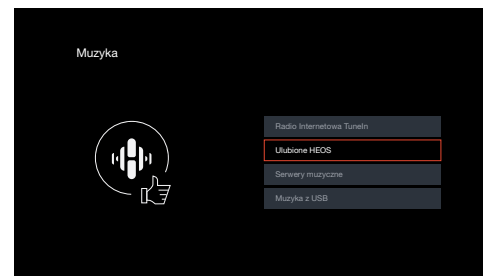 Muzyka
Radio Internetowa TuneIn
Ulubione HEOS
Serwery muzyczne
Muzyka z USB